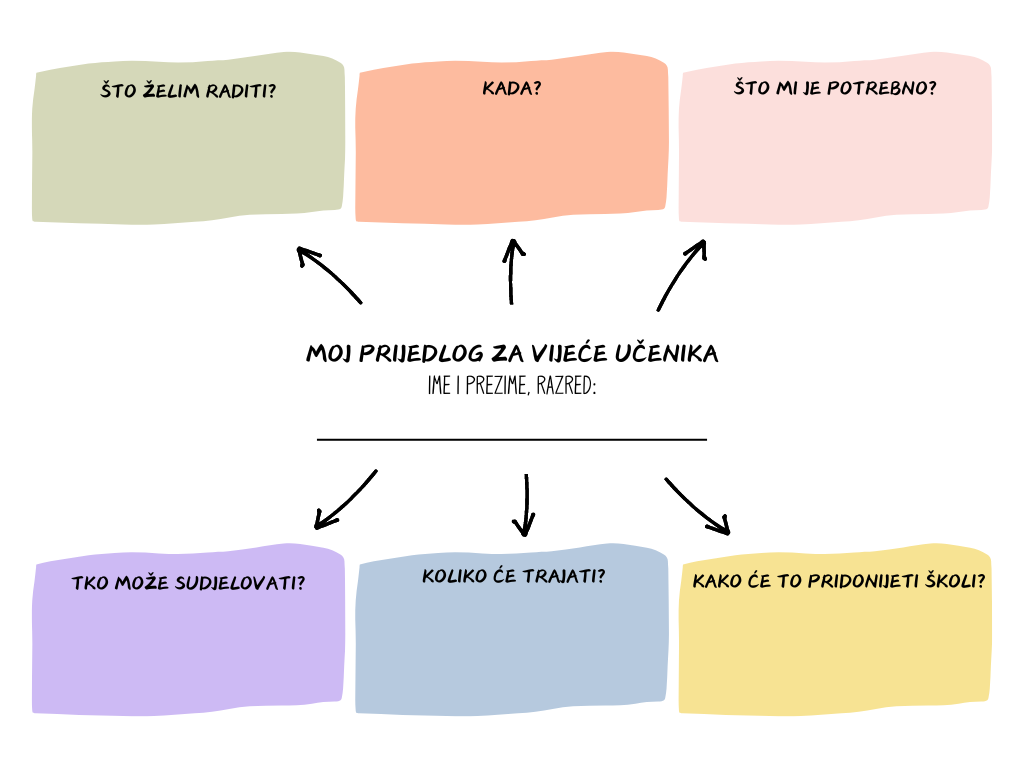 ŠTO ŽELIM RADITI?
KADA?
ŠTO MI JE POTREBNO?
MOJ PRIJEDLOG ZA VIJEĆE UČENIKA
IME I PREZIME, RAZRED:
TKO MOŽE SUDJELOVATI?
KOLIKO ĆE TRAJATI?
KAKO ĆE TO PRIDONIJETI ŠKOLI?